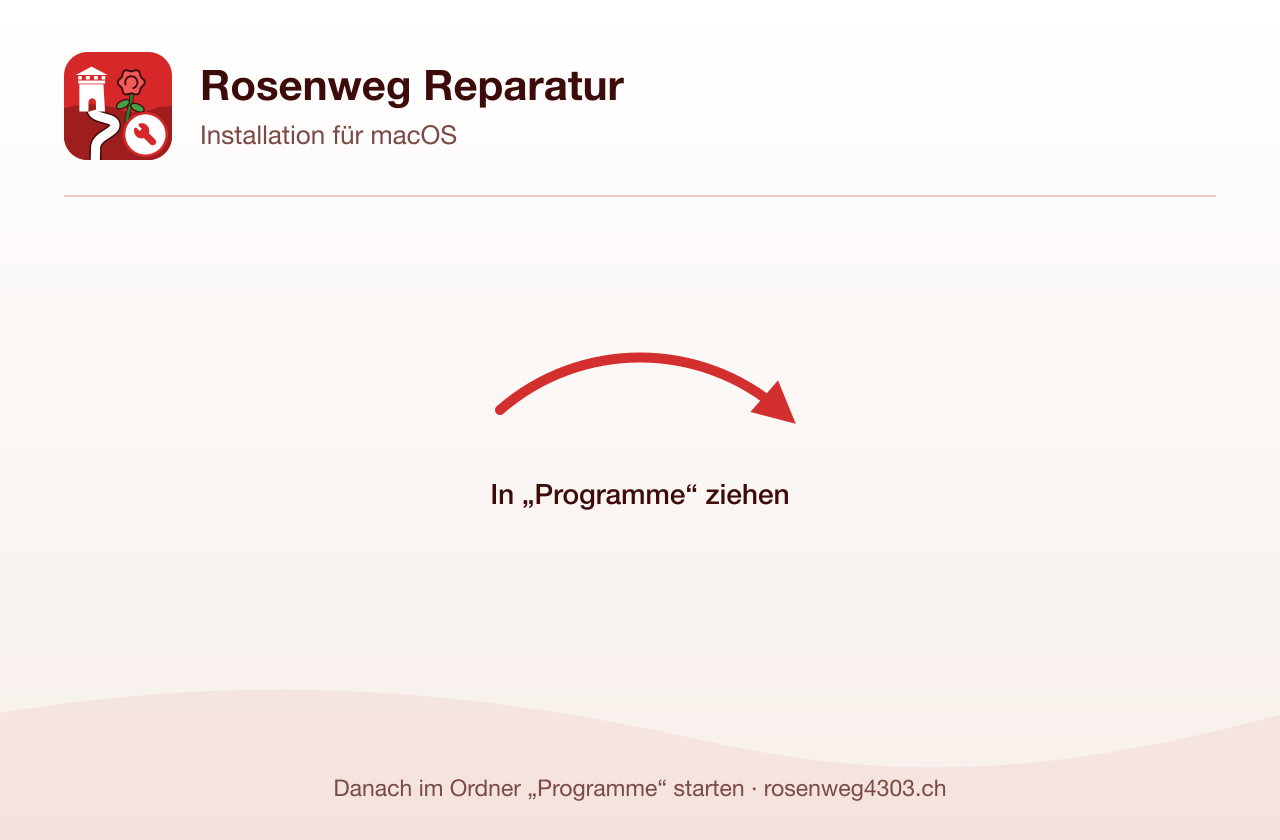 Rosenweg Reparatur
Installation für macOS
In „Programme“ ziehen
Danach im Ordner „Programme“ starten · rosenweg4303.ch